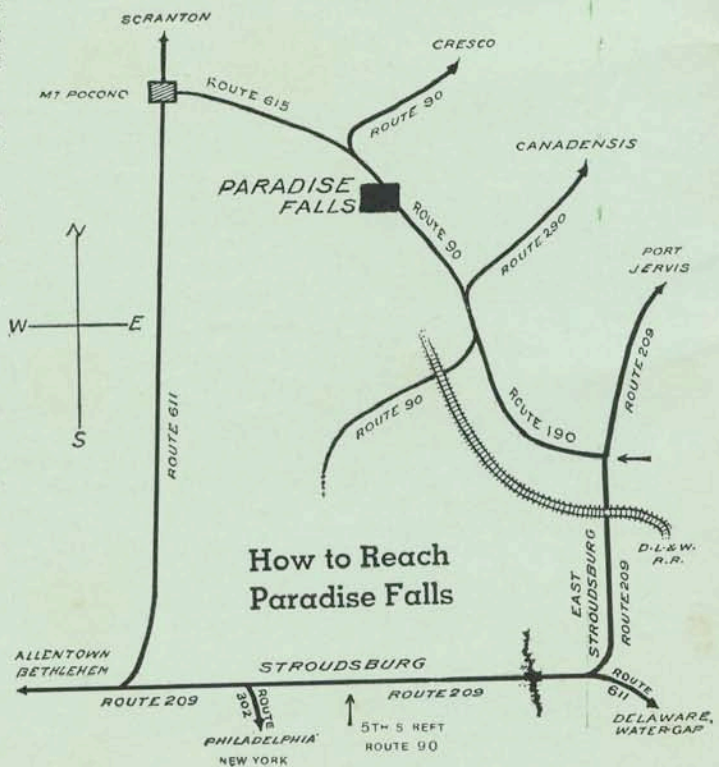 SCRANTON
CRESCO
MT POCONO
ROUTE 615
ROUTE 90
CANADENSIS
PARADISE
FALLS
ROUTE 90
ROUTE 290
PORT
JERVIS
N
W E
S
ROUTE 209
ROUTE 611
ROUTE 90
ROUTE 190
D.L.&W.
R.R.
How to Reach
Paradise Falls
EAST
STROUDSBURG
ROUTE 209
ALLENTOWN
BETHLEHEM
STROUDSBURG
ROUTE 209
ROUTE
302
ROUTE 209
ROUTE
611
5TH S REFT
ROUTE 90
PHILADELPHIA
NEW YORK
DELAWARE,
WATER-GAP